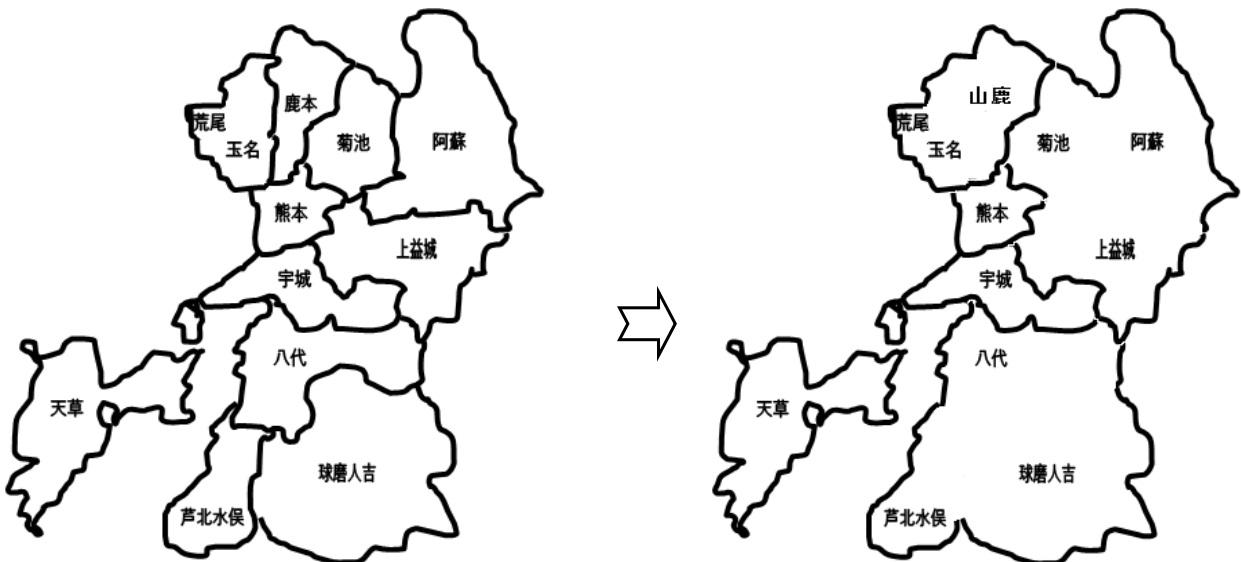 鹿本
荒尾
玉名
菊池
阿蘇
熊本
上益城
宇城
八代
天草
球磨人吉
芦北水俣
山鹿
荒尾
玉名
菊池
阿蘇
熊本
上益城
宇城
八代
天草
球磨人吉
芦北水俣